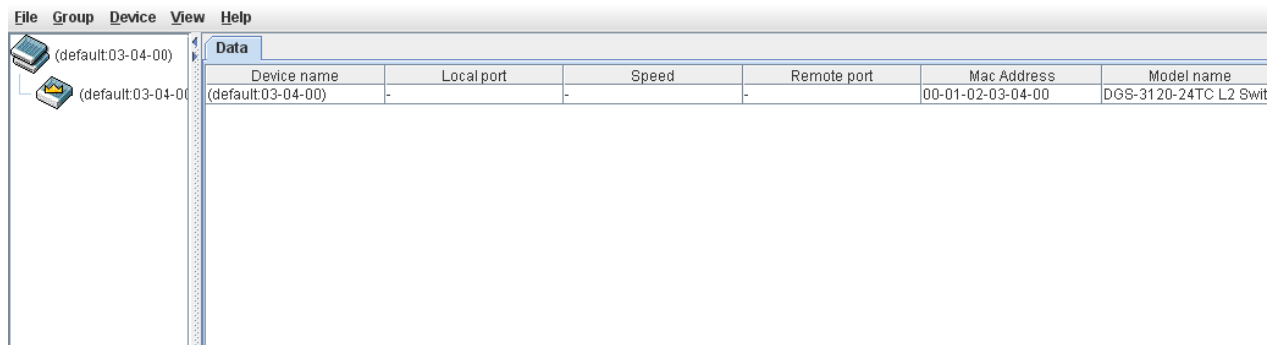 File Group Device View Help
(default:03-04-00)
(default:03-04-00
Data
Device name Local port Speed Remote port Mac Address Model name
(default:03-04-00) - - - 00-01-02-03-04-00 DGS-3120-24TC L2 Swit